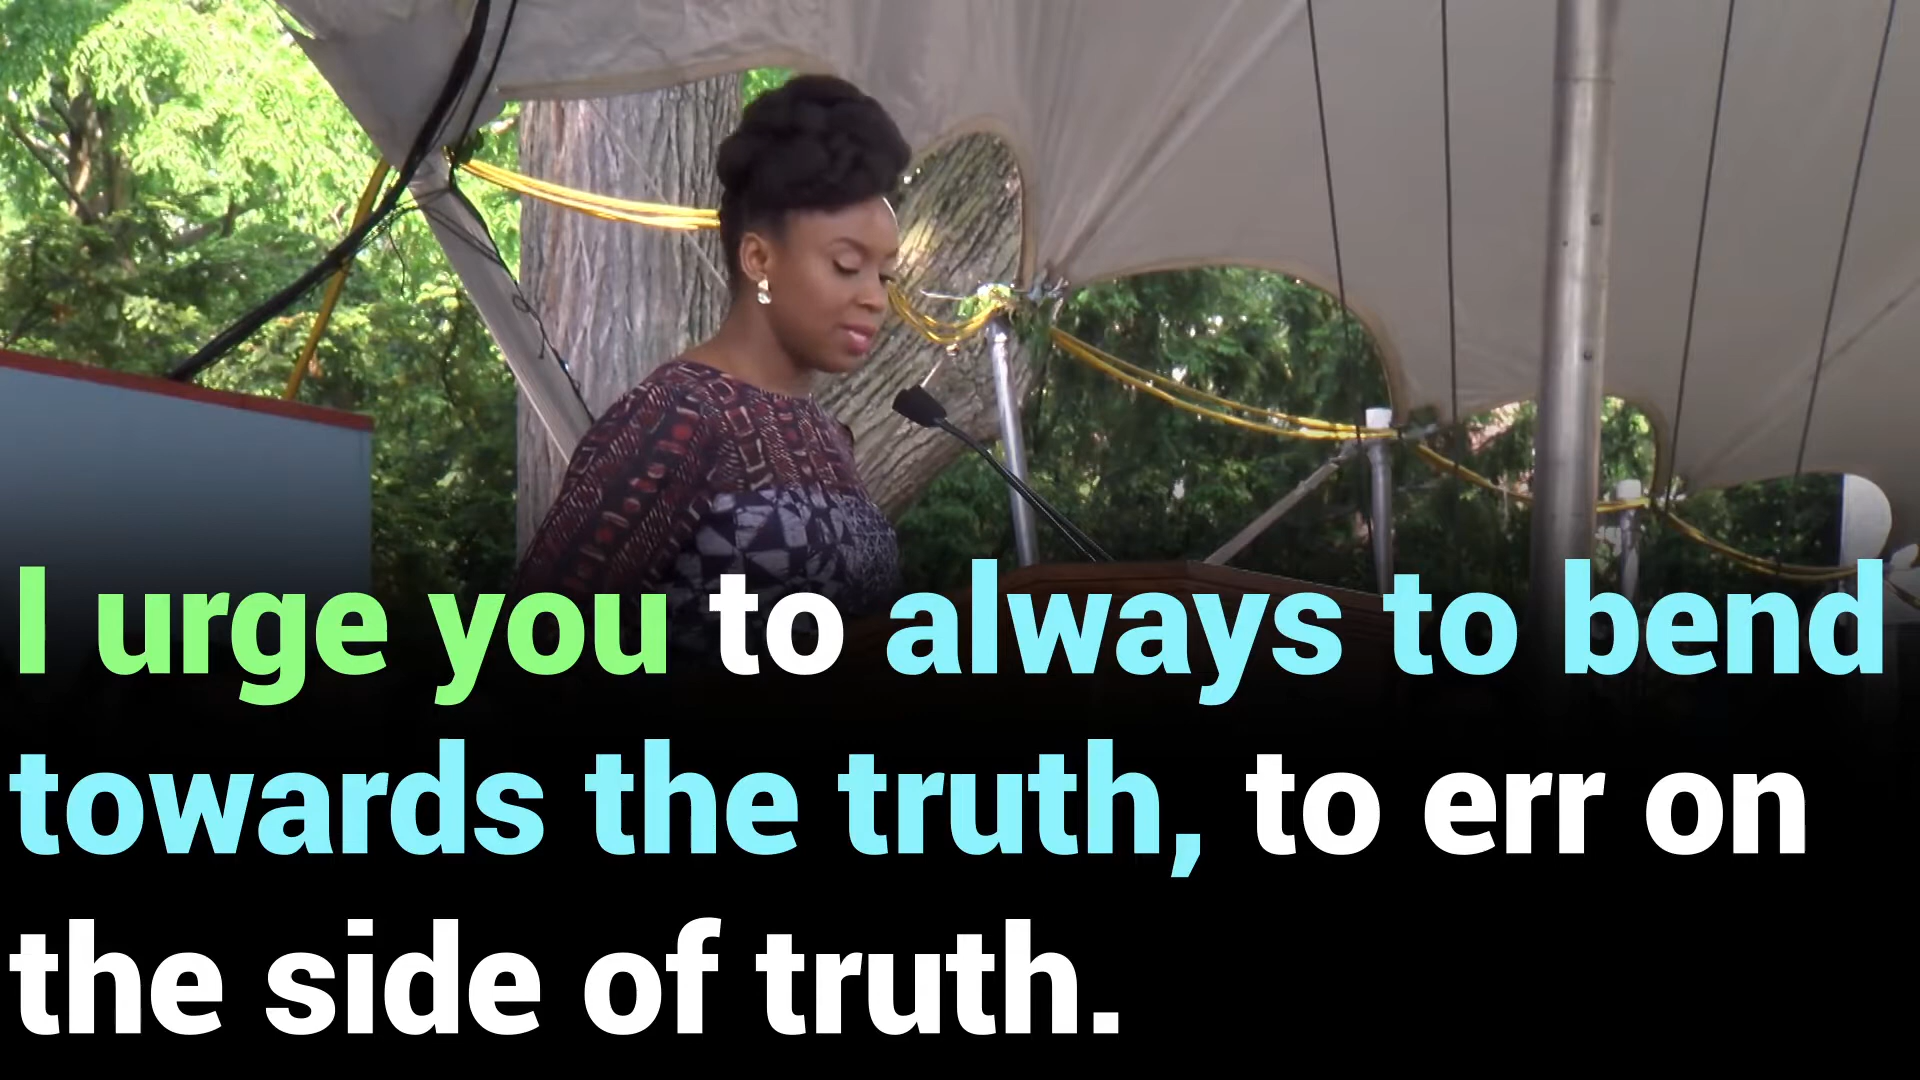 I urge you to always to bend
towards the truth, to err on
the side of truth.